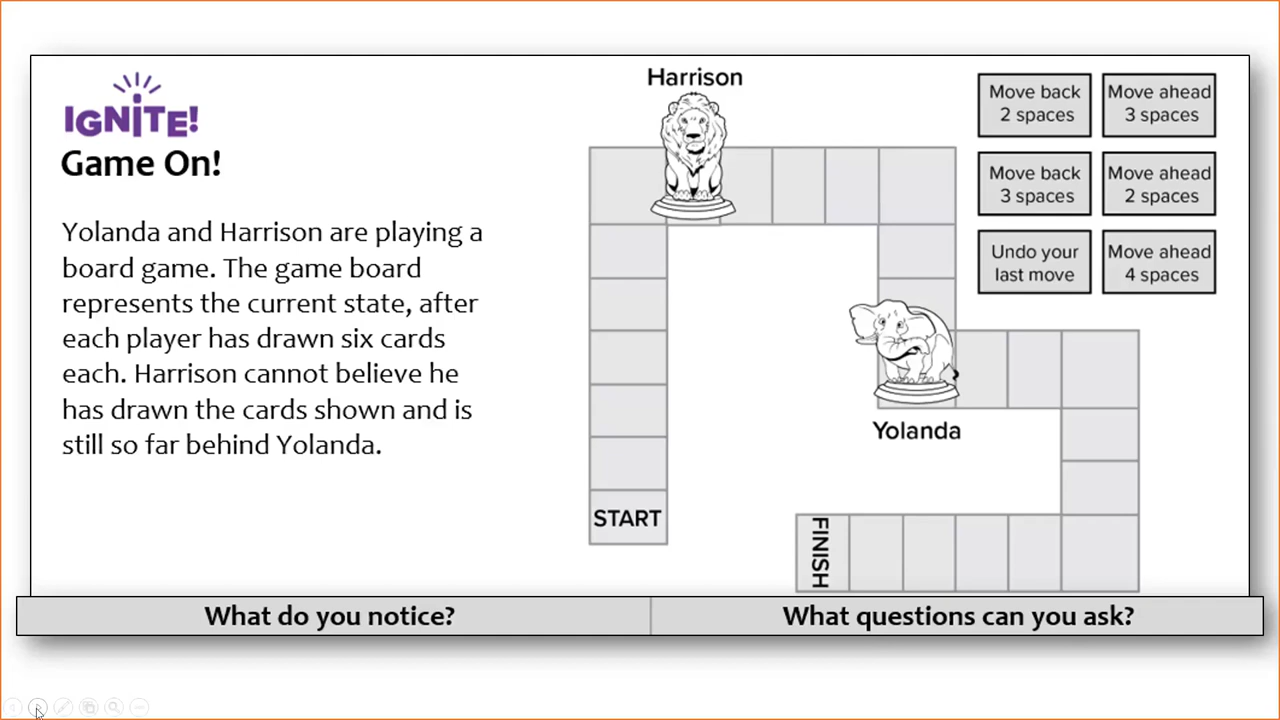 IGNITE!
Game On!
Yolanda and Harrison are playing a
board game. The game board
represents the current state, after
each player has drawn six cards
each. Harrison cannot believe he
has drawn the cards shown and is
still so far behind Yolanda.
Harrison
Yolanda
START
FINISH
Move back
2 spaces
Move ahead
3 spaces
Move back
3 spaces
Move ahead
2 spaces
Undo your
last move
Move ahead
4 spaces
What do you notice?
What questions can you ask?